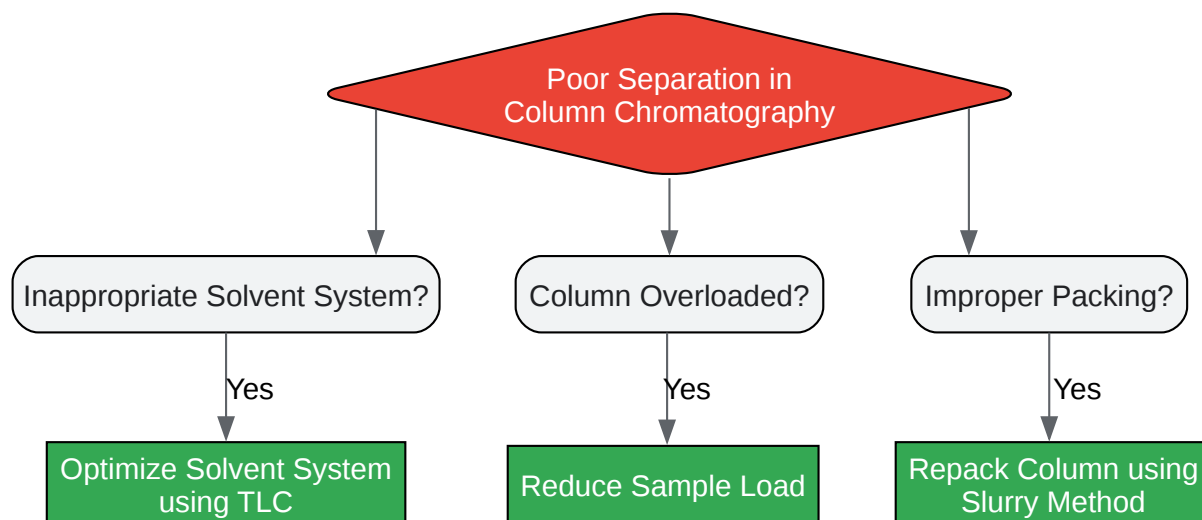 Poor Separation in
Column Chromatography
Inappropriate Solvent System?
Column Overloaded?
Improper Packing?
Yes
Yes
Yes
Optimize Solvent System
using TLC
Reduce Sample Load
Repack Column using
Slurry Method